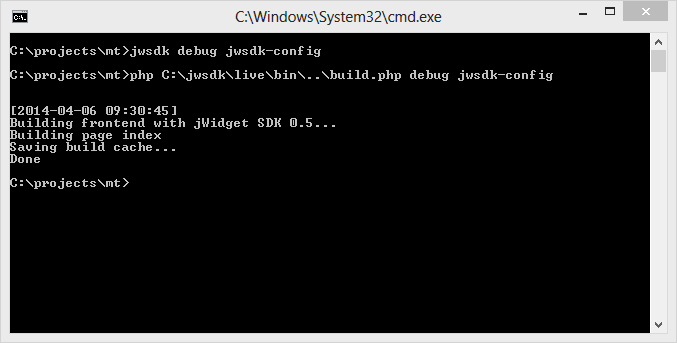 C:\Windows\System32\cmd.exe
C:\projects\mt>jwsdk debug jwsdk-config
C:\projects\mt>php C:\jwsdk\live\bin\..\build.php debug jwsdk-config
[2014-04-06 09:30:45]
Building frontend with jWidget SDK 0.5...
Building page index
Saving build cache...
Done
C:\projects\mt>